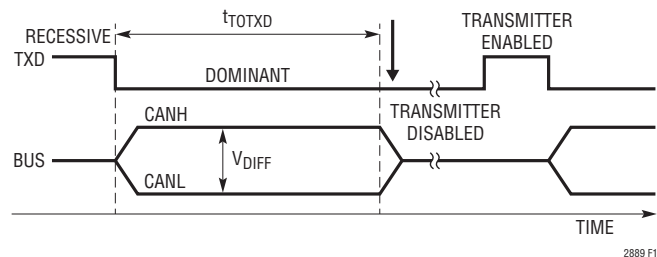 tTOTXD
TRANSMITTER
ENABLED
RECESSIVE
TXD
DOMINANT
TRANSMITTER
DISABLED
CANH
BUS
VDIFF
CANL
TIME
2889 F1